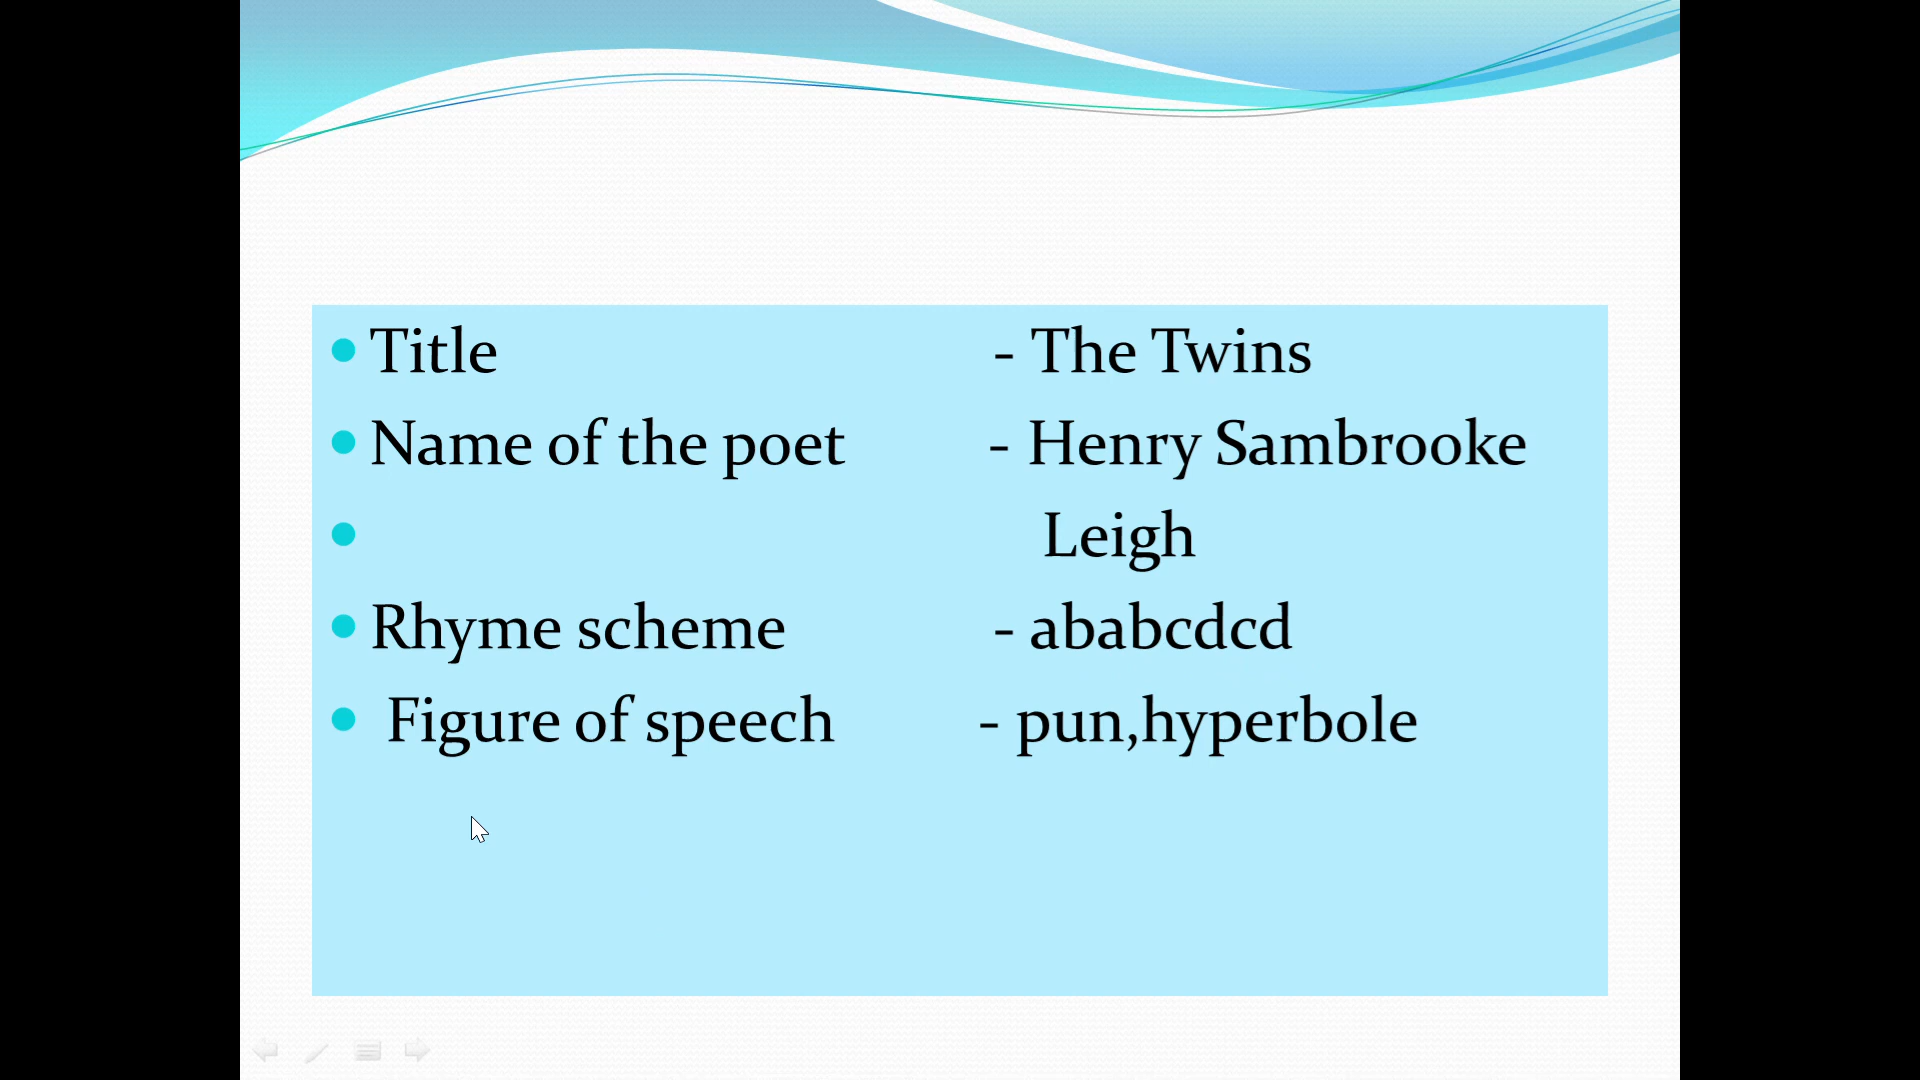 Title - The Twins
Name of the poet - Henry Sambrooke
Leigh
Rhyme scheme - ababcdcd
Figure of speech - pun,hyperbole